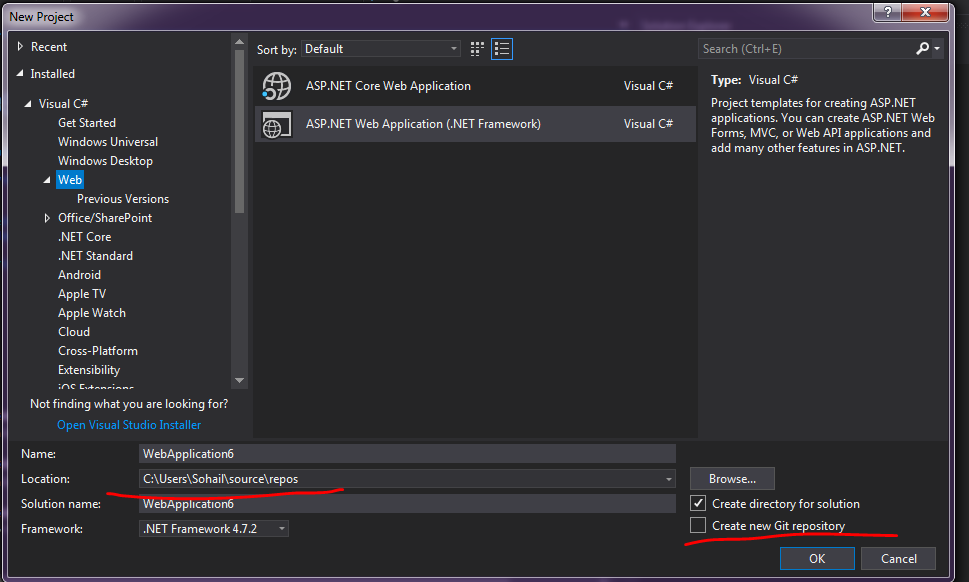 New Project
?
Recent
Installed
Visual C#
Get Started
Windows Universal
Windows Desktop
Web
Previous Versions
Office/SharePoint
.NET Core
.NET Standard
Android
Apple TV
Apple Watch
Cloud
Cross-Platform
Extensibility
iOS Extensions
Not finding what you are looking for?
Open Visual Studio Installer
Sort by: Default
ASP.NET Core Web Application Visual C#
ASP.NET Web Application (.NET Framework) Visual C#
Search (Ctrl+E)
Type: Visual C#
Project templates for creating ASP.NET
applications. You can create ASP.NET Web
Forms, MVC, or Web API applications and
add many other features in ASP.NET.
Name: WebApplication6
Location: C:\Users\Sohail\source\repos
Browse...
Solution name: WebApplication6
Create directory for solution
Framework: .NET Framework 4.7.2
Create new Git repository
OK Cancel